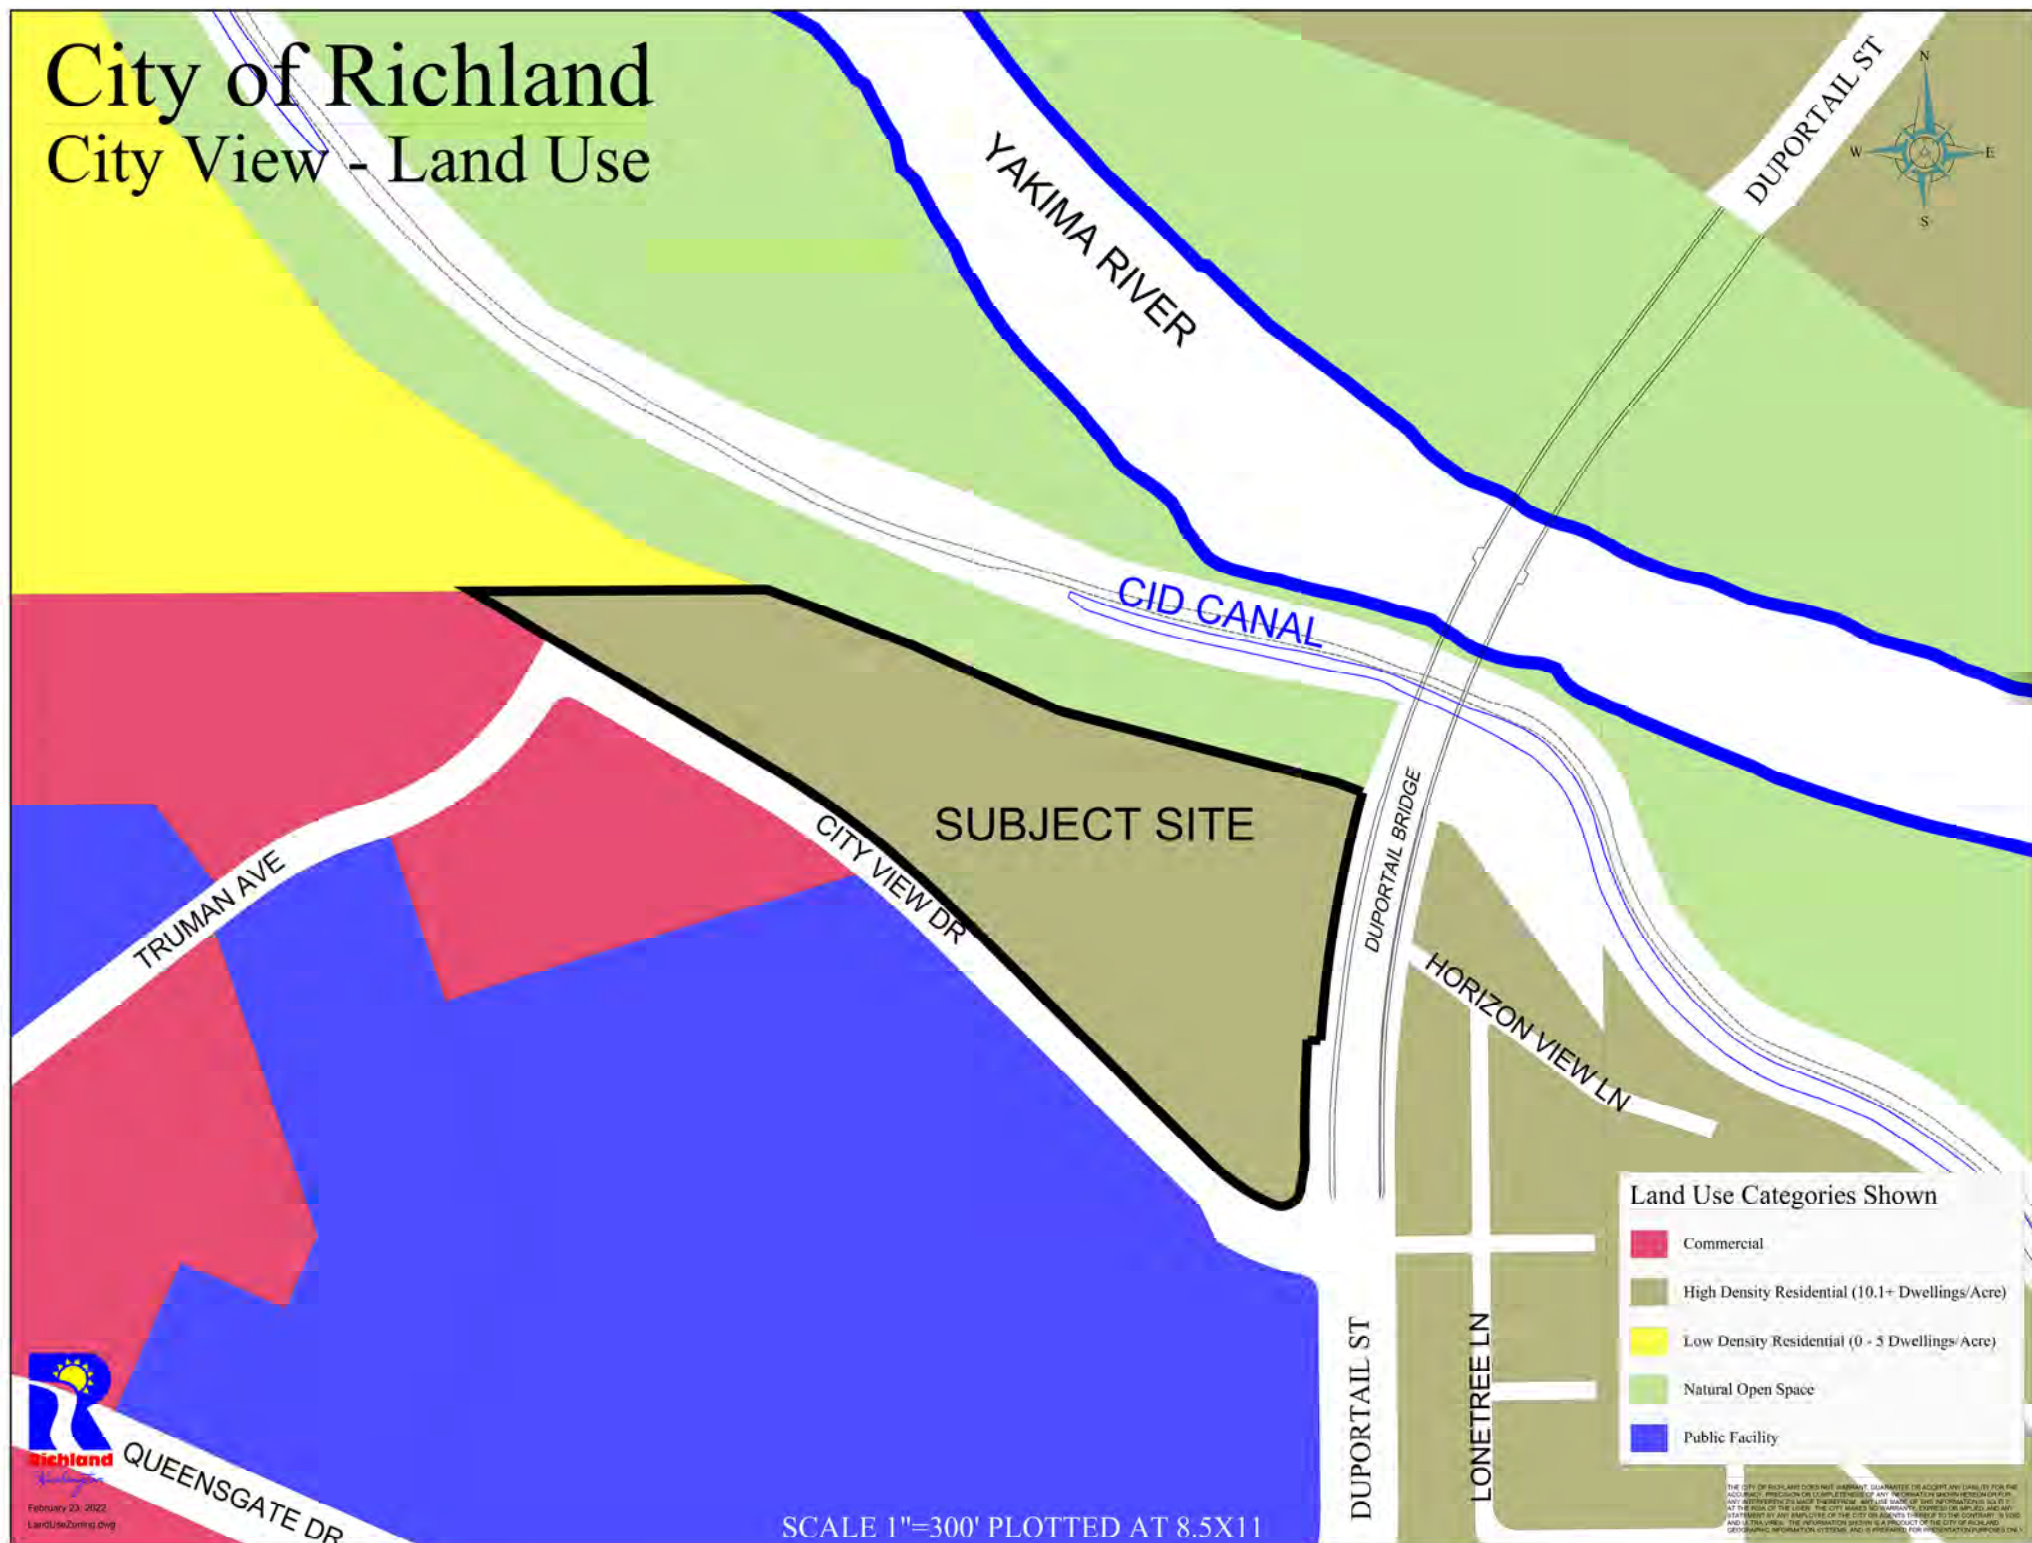 City of Richland
City View - Land Use
DUPORTAIL ST
N
W
E
S
YAKIMA RIVER
CID CANAL
SUBJECT SITE
DUPORTAIL BRIDGE
CITY VIEW DR
TRUMAN AVE
HORIZON VIEW LN
Land Use Categories Shown
Commercial
High Density Residential (10.1+ Dwellings/Acre)
Low Density Residential (0 - 5 Dwellings/Acre)
Natural Open Space
Public Facility
DUPORTAIL ST
LONETREE LN
Richland
Washington
February 23, 2022
LandUseZoning.dwg
QUEENSGATE DR
SCALE 1"=300' PLOTTED AT 8.5X11